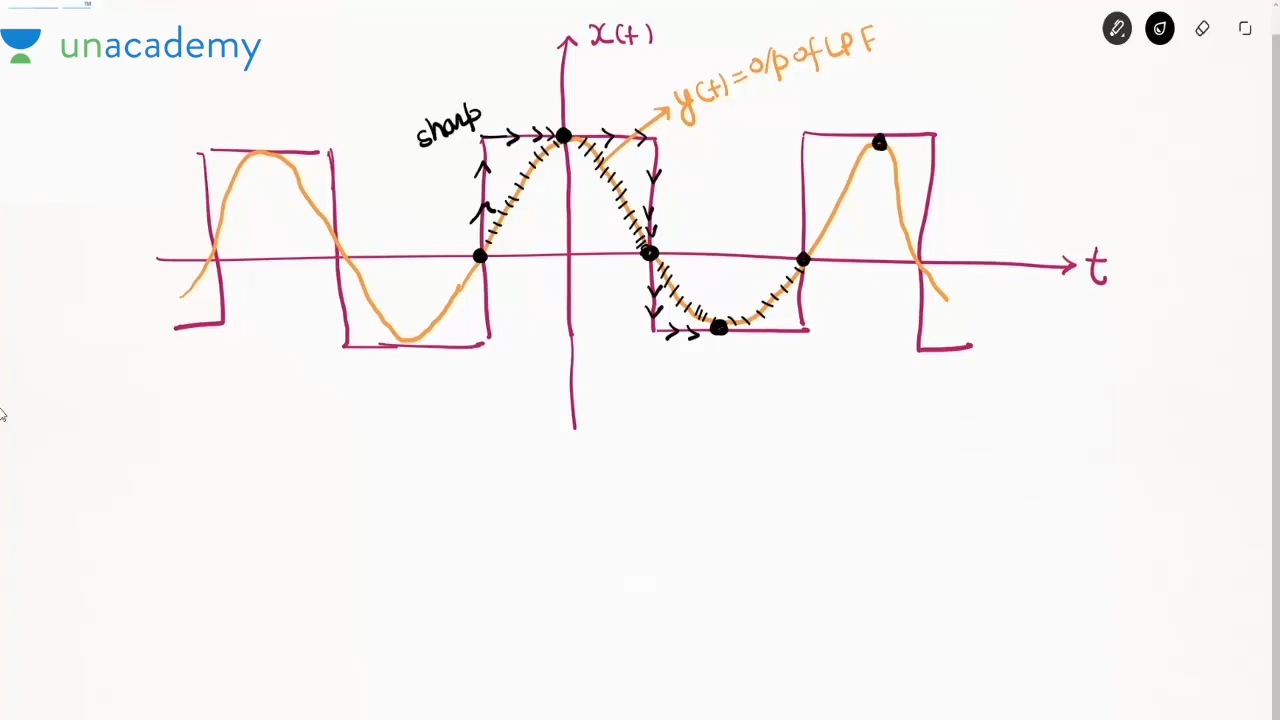 unacademy
x(t)
y(t) = o/p of LPF
sharp
t